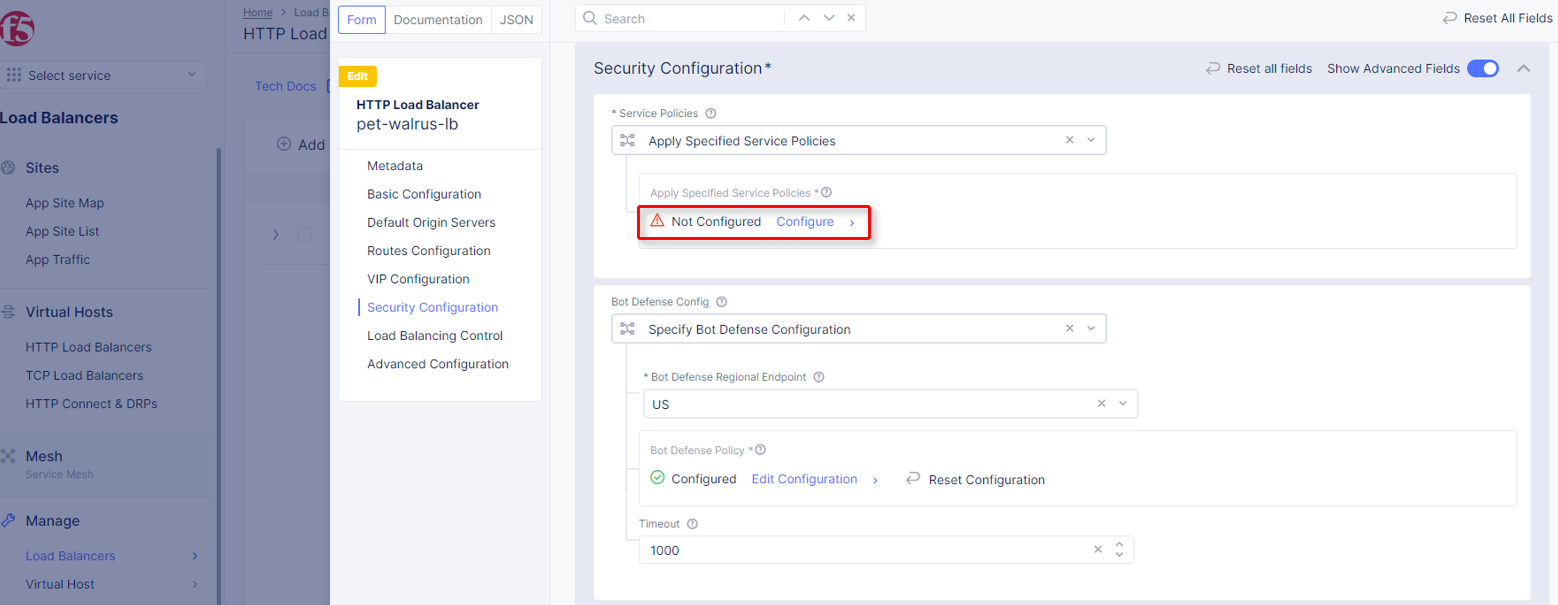 f5
Select service
Load Balancers
Sites
App Site Map
App Site List
App Traffic
Virtual Hosts
HTTP Load Balancers
TCP Load Balancers
HTTP Connect & DRPs
Mesh
Service Mesh
Manage
Load Balancers
Virtual Host
Home > Load B
HTTP Load
Tech Docs
Add
Form Documentation JSON
Edit
HTTP Load Balancer
pet-walrus-lb
Metadata
Basic Configuration
Default Origin Servers
Routes Configuration
VIP Configuration
Security Configuration
Load Balancing Control
Advanced Configuration
Search
Reset All Fields
Security Configuration*
Reset all fields Show Advanced Fields
* Service Policies
Apply Specified Service Policies
Apply Specified Service Policies *
Not Configured Configure >
Bot Defense Config
Specify Bot Defense Configuration
* Bot Defense Regional Endpoint
US
Bot Defense Policy *
Configured Edit Configuration > Reset Configuration
Timeout
1000